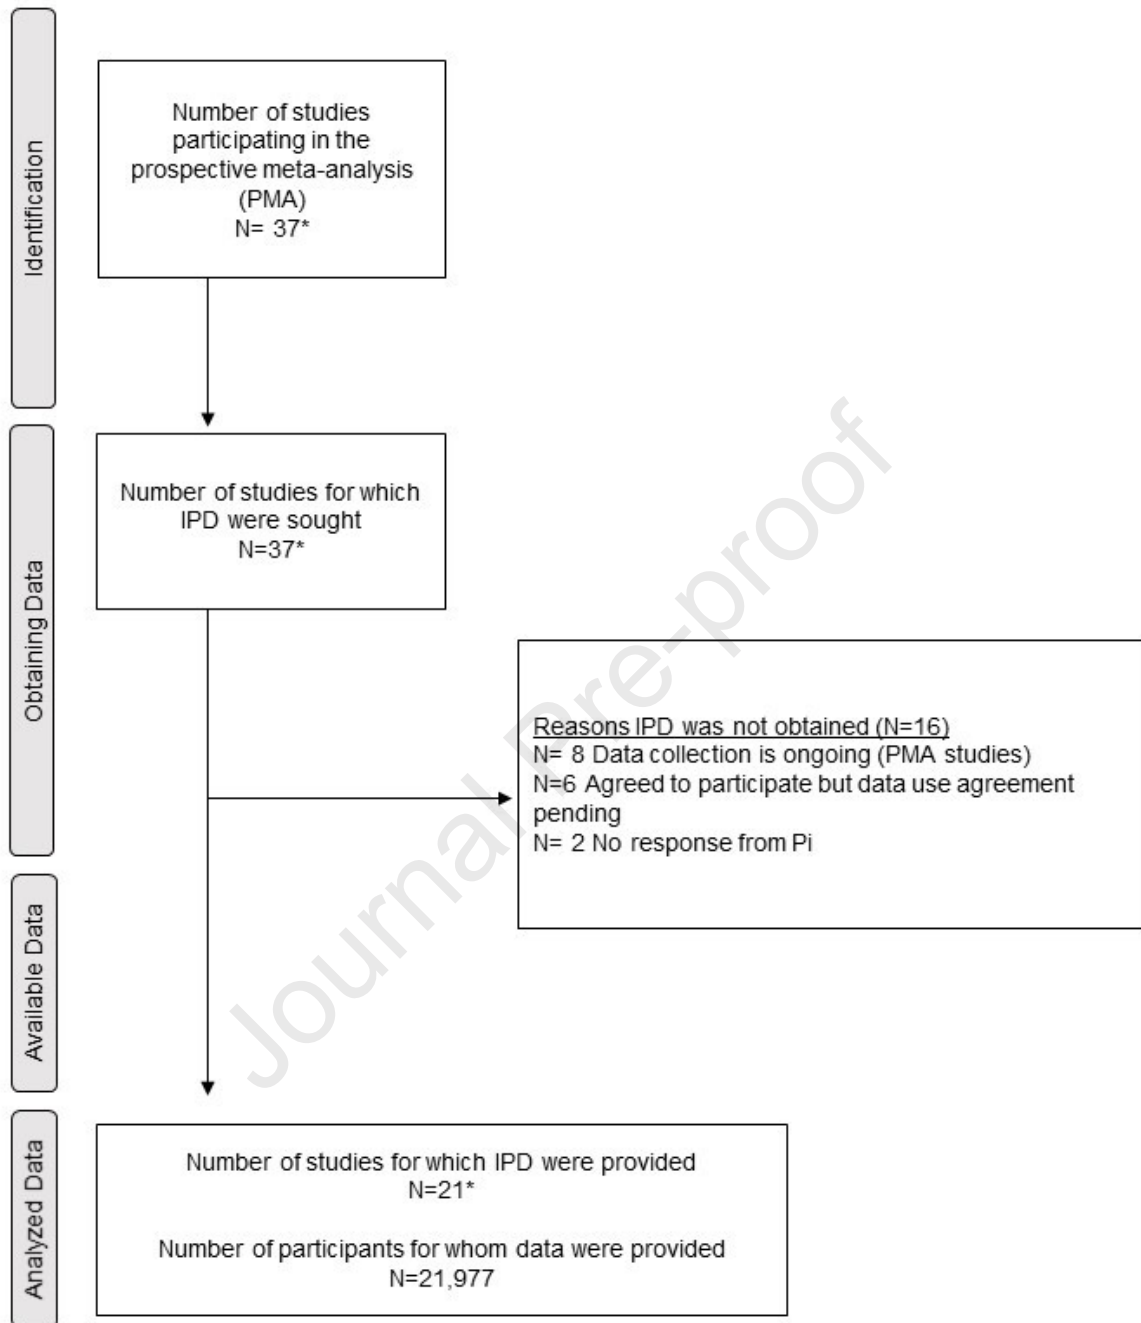 Identification
Number of studies
participating in the
prospective meta-analysis
(PMA)
N= 37*
Obtaining Data
Number of studies for which
IPD were sought
N=37*
Reasons IPD was not obtained (N=16)
N= 8 Data collection is ongoing (PMA studies)
N=6 Agreed to participate but data use agreement
pending
N= 2 No response from Pi
Available Data
Analyzed Data
Number of studies for which IPD were provided
N=21*
Number of participants for whom data were provided
N=21,977
Journal Pre-proof